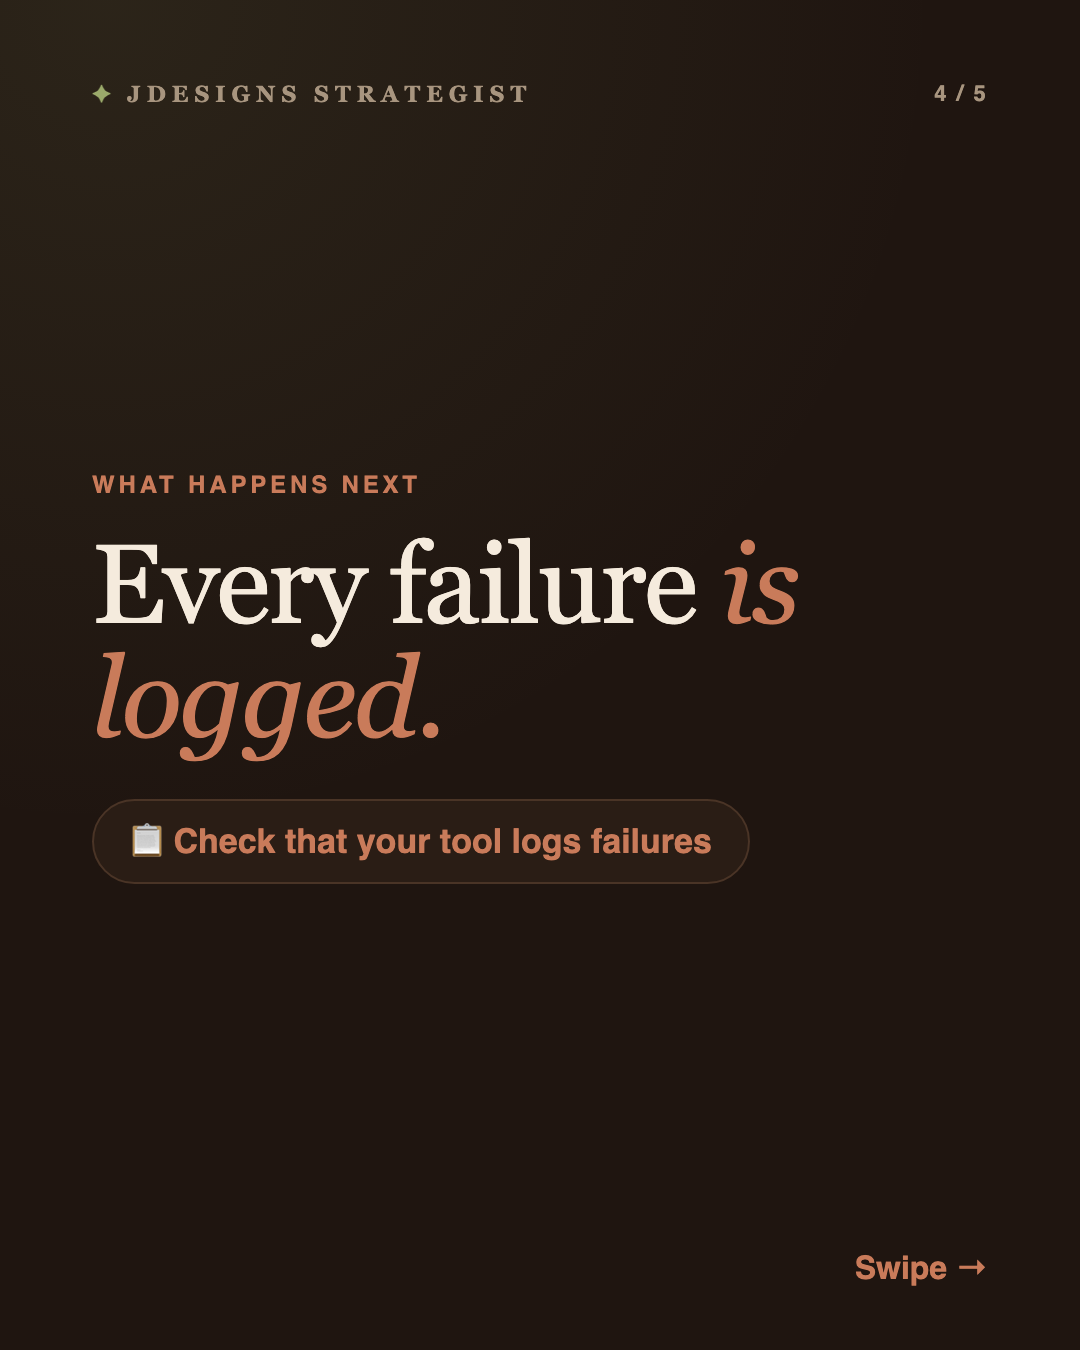 ✦ JDESIGNS STRATEGIST
4 / 5
WHAT HAPPENS NEXT
Every failure is
logged.
📋 Check that your tool logs failures
Swipe →